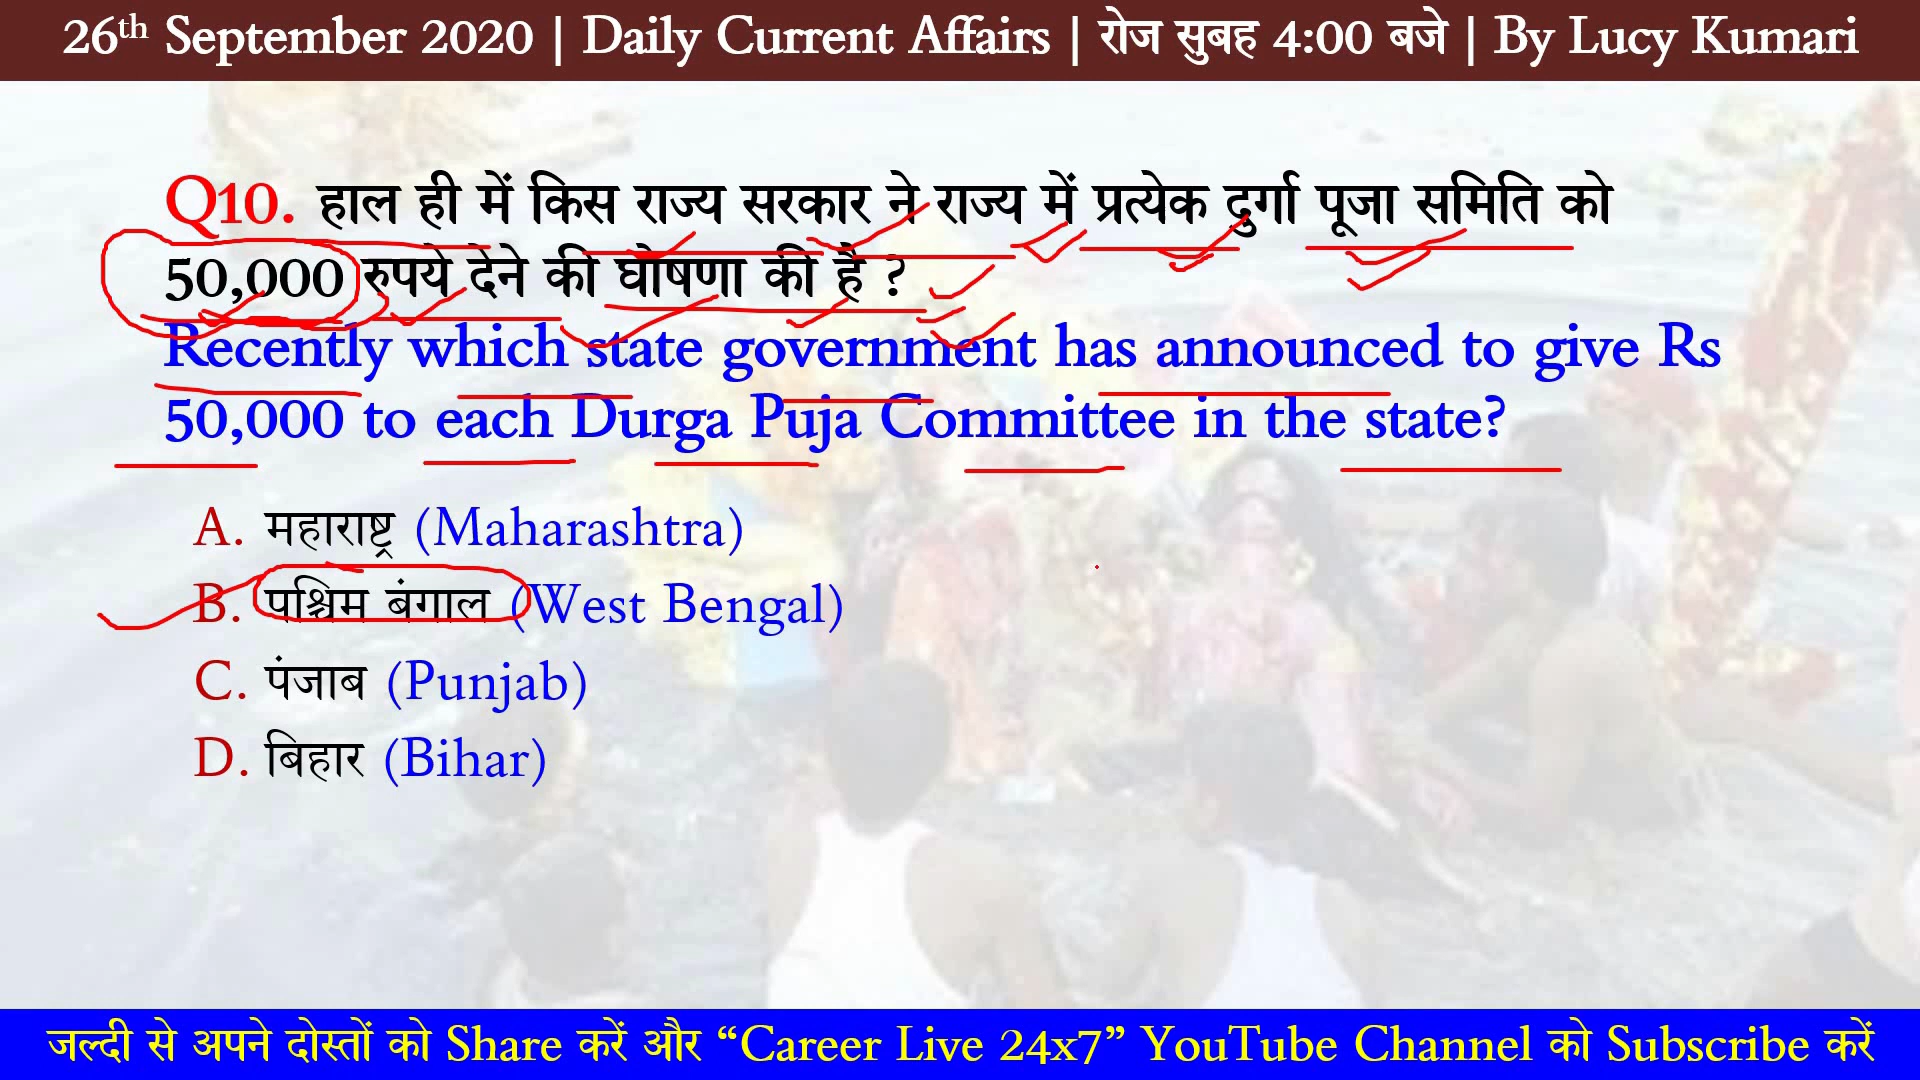 26th September 2020 | Daily Current Affairs | रोज सुबह 4:00 बजे | By Lucy Kumari
Q10. हाल ही में किस राज्य सरकार ने राज्य में प्रत्येक दुर्गा पूजा समिति को
50,000 रुपये देने की घोषणा की है ?
Recently which state government has announced to give Rs
50,000 to each Durga Puja Committee in the state?
A. महाराष्ट्र (Maharashtra)
B. पश्चिम बंगाल (West Bengal)
C. पंजाब (Punjab)
D. बिहार (Bihar)
जल्दी से अपने दोस्तों को Share करें और “Career Live 24x7” YouTube Channel को Subscribe करें